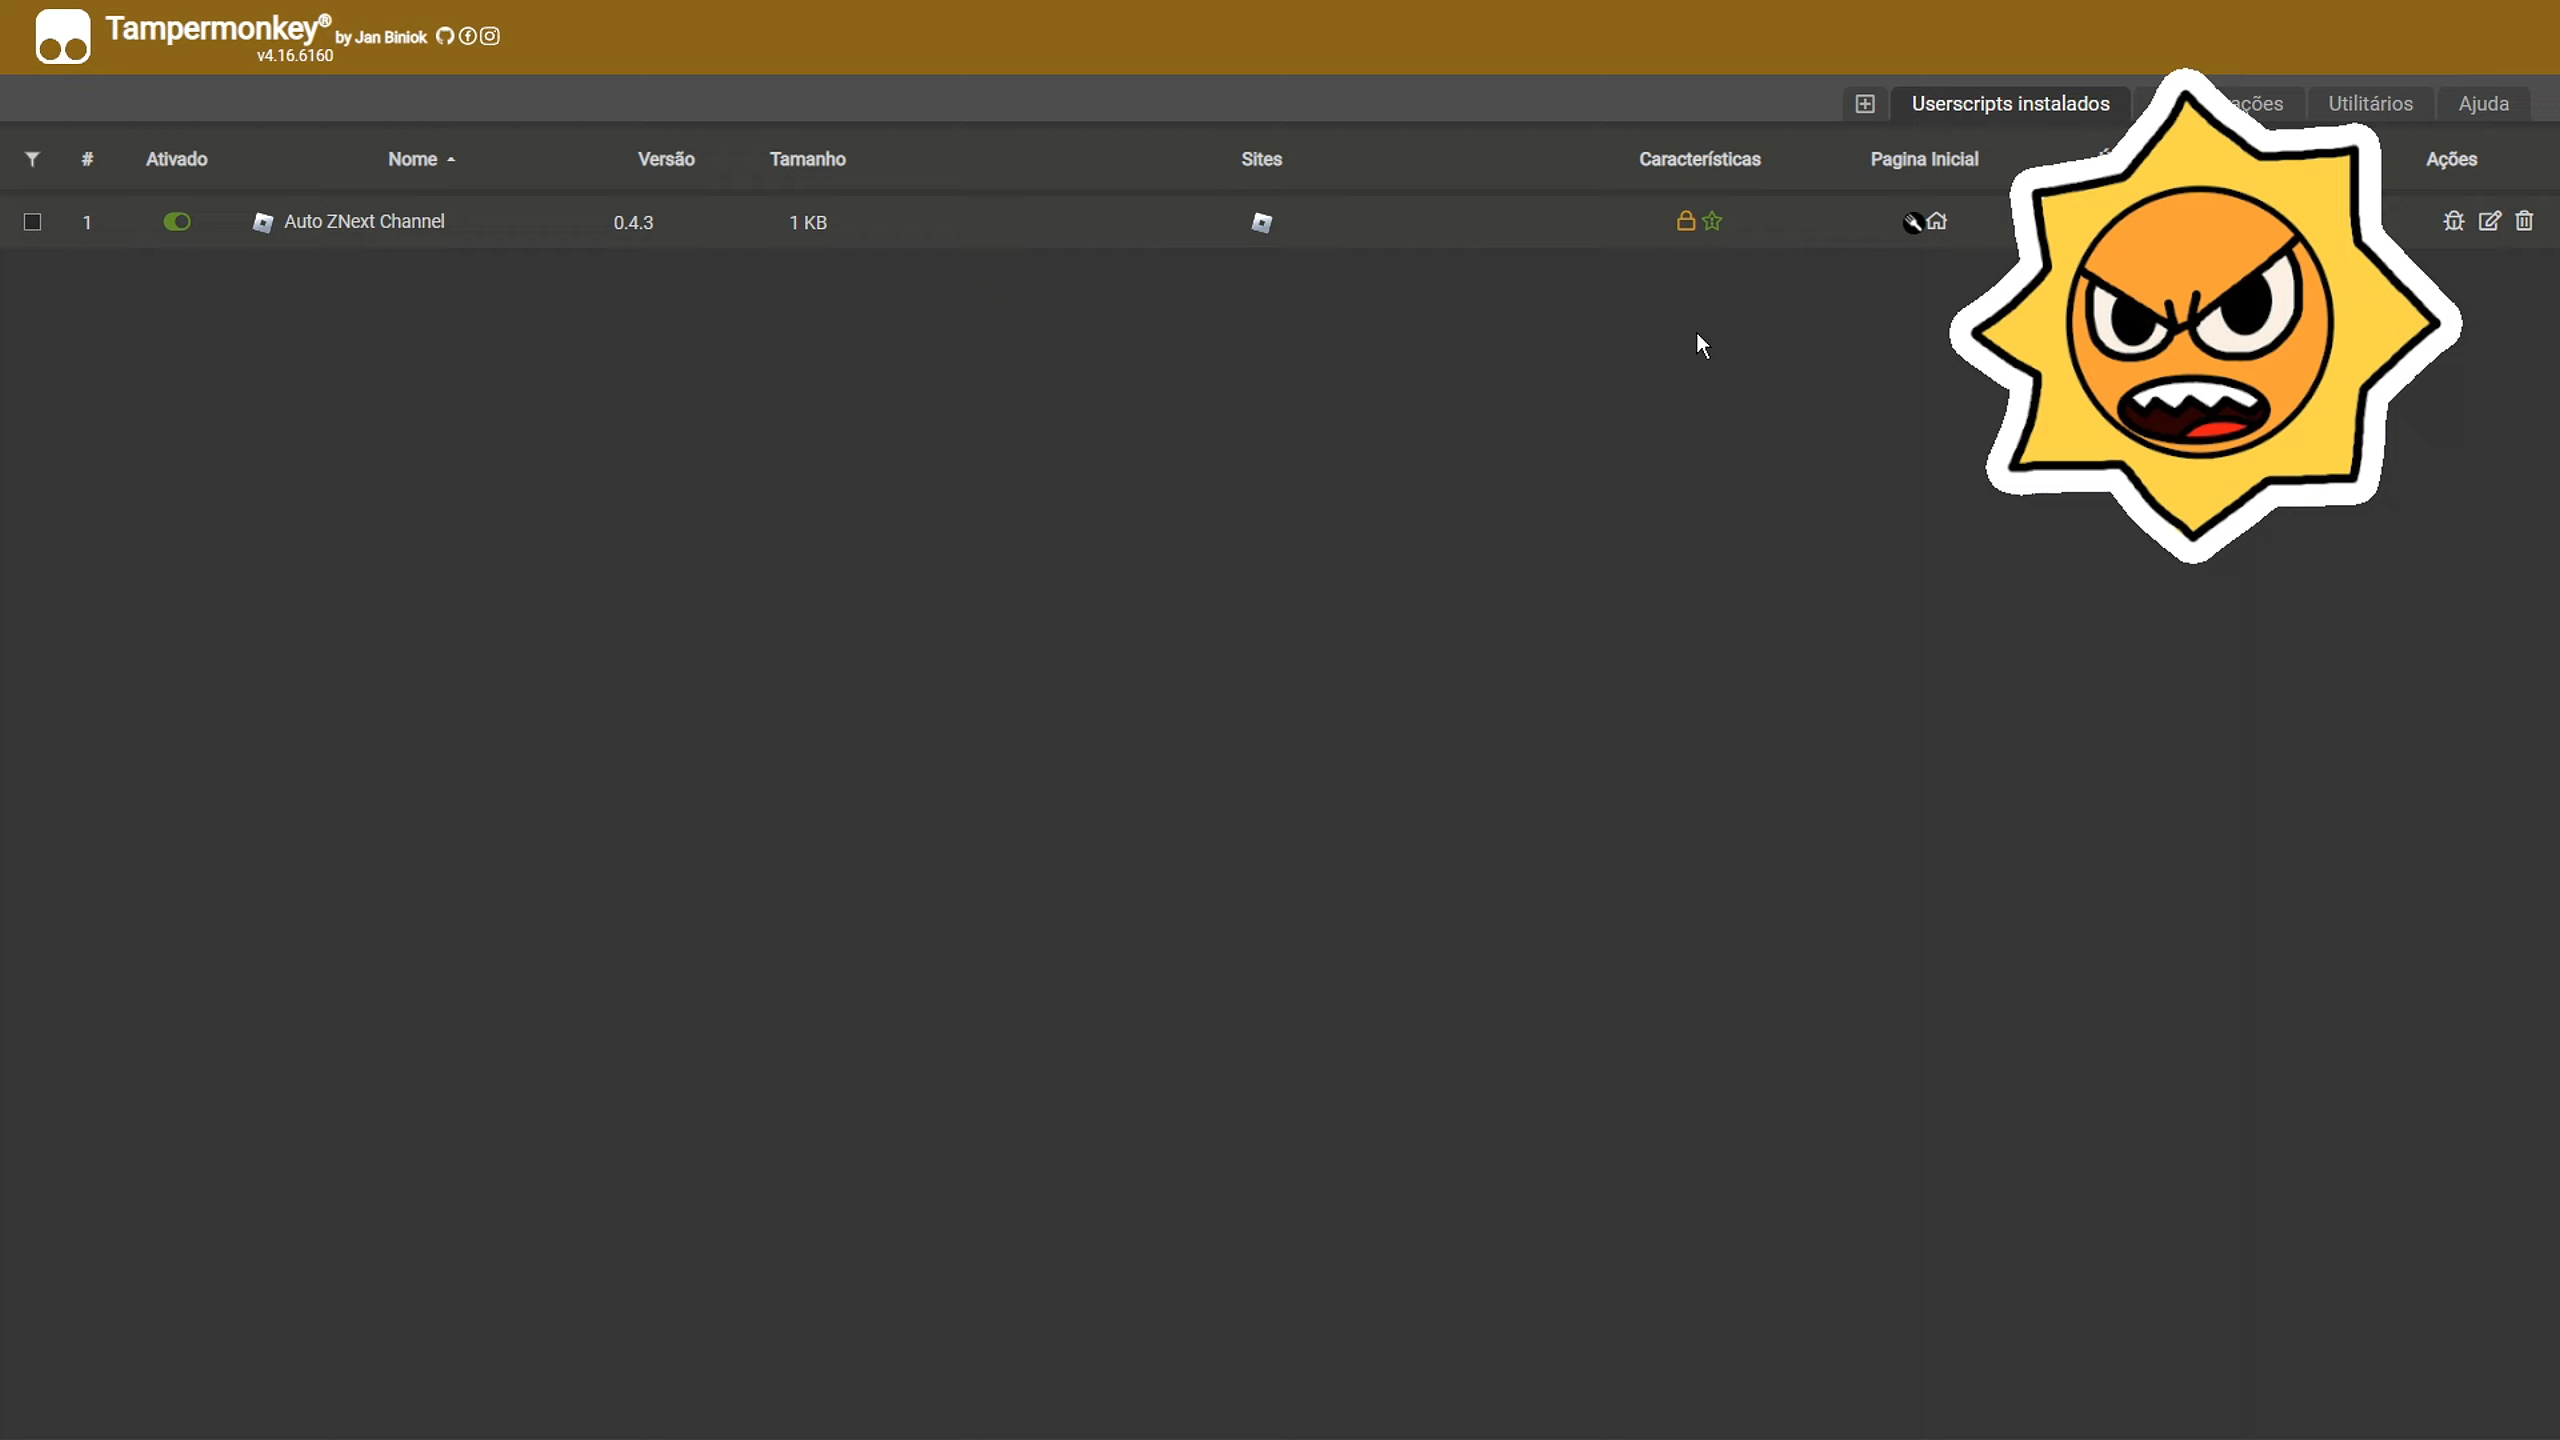 Tampermonkey® by Jan Biniok
v4.16.6160
Userscripts instalados
Utilitários
Ajuda
# Ativado Nome Versão Tamanho Sites Características Pagina Inicial Ações
1 Auto ZNext Channel 0.4.3 1 KB